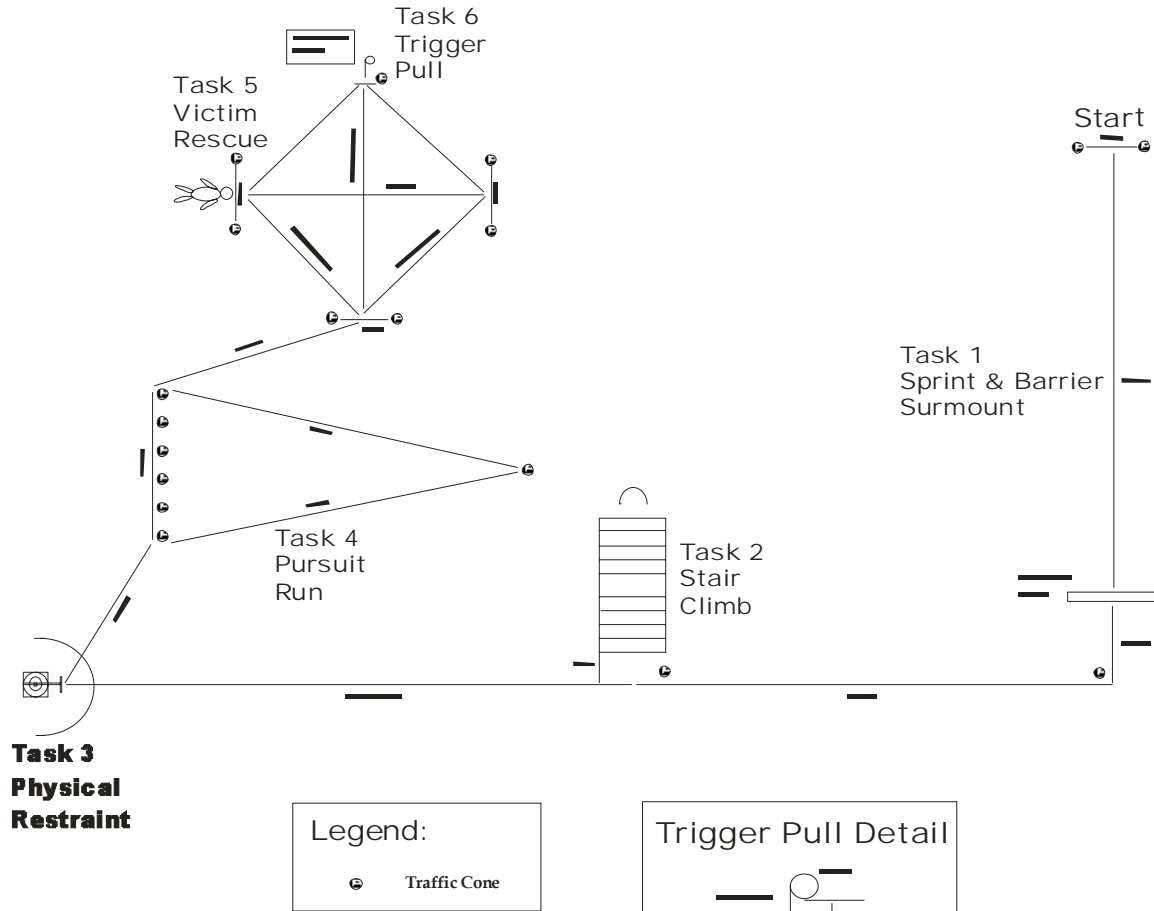 Task 6
Trigger
Pull
Task 5
Victim
Rescue
Start
Task 1
Sprint & Barrier
Surmount
Task 4
Pursuit
Run
Task 2
Stair
Climb
Task 3
Physical
Restraint
Legend:
Traffic Cone
Trigger Pull Detail